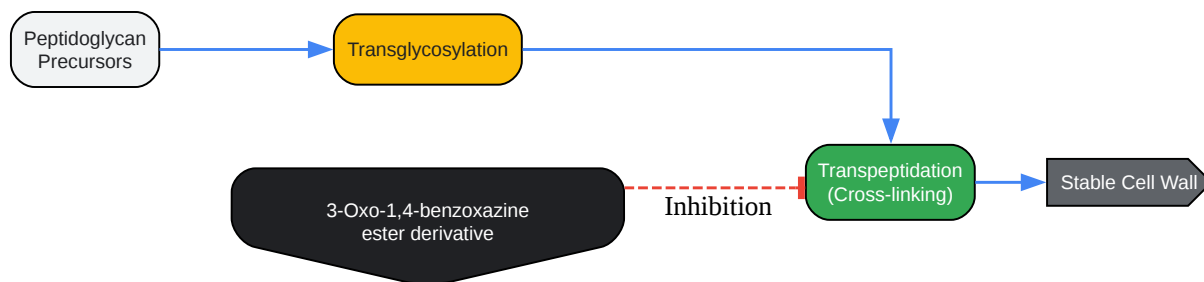 Peptidoglycan
Precursors
Transglycosylation
Transpeptidation
(Cross-linking)
Stable Cell Wall
3-Oxo-1,4-benzoxazine
ester derivative
Inhibition